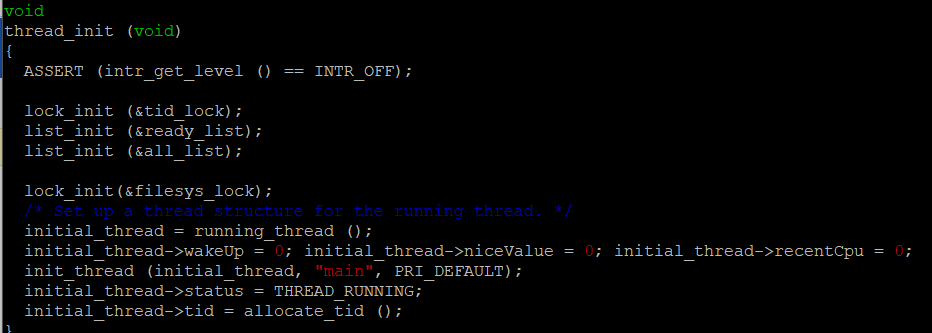 void
thread_init (void)
{
  ASSERT (intr_get_level () == INTR_OFF);
  lock_init (&tid_lock);
  list_init (&ready_list);
  list_init (&all_list);
  lock_init(&filesys_lock);
  /* Set up a thread structure for the running thread. */
  initial_thread = running_thread ();
  initial_thread->wakeUp = 0; initial_thread->niceValue = 0; initial_thread->recentCpu = 0;
  init_thread (initial_thread, "main", PRI_DEFAULT);
  initial_thread->status = THREAD_RUNNING;
  initial_thread->tid = allocate_tid ();
}